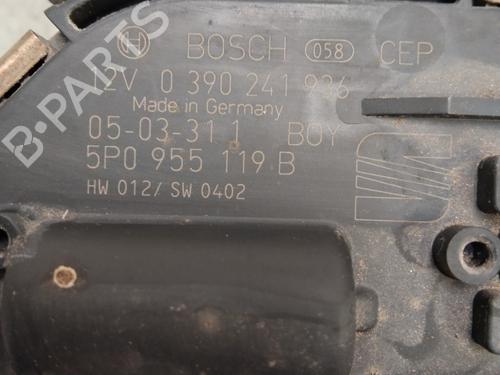 BOSCH 058 CEP
12V 0 390 241 936
Made in Germany
05-03-31 1 BOY
5P0 955 119 B
HW 012/ SW 0402
B-PARTS